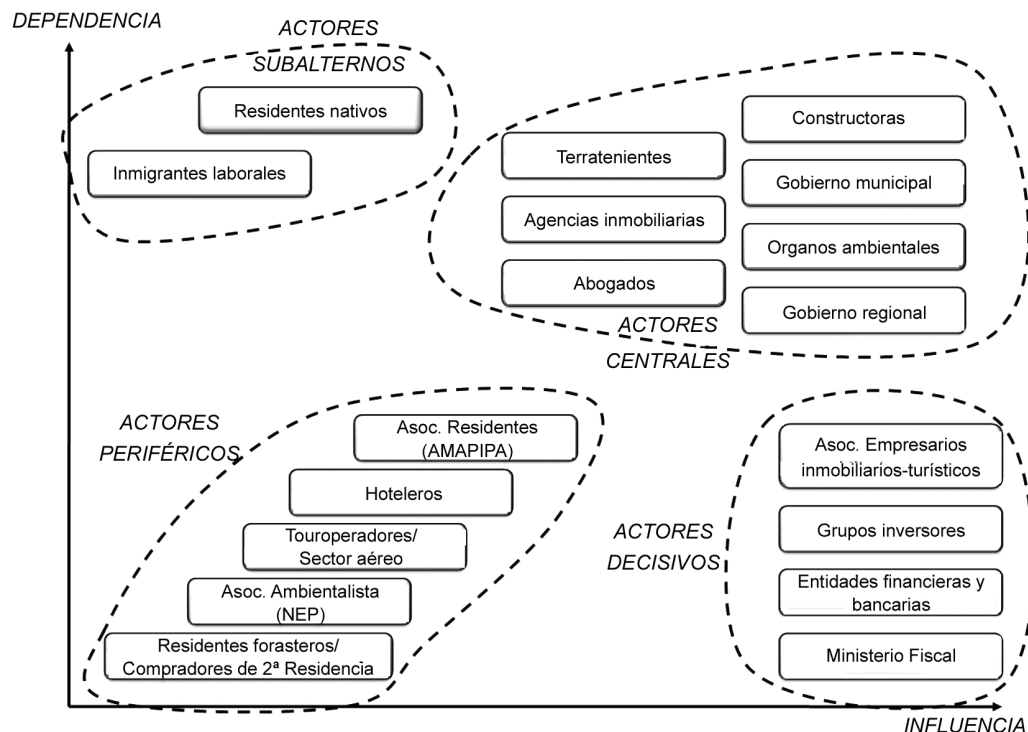 DEPENDENCIA
ACTORES
SUBALTERNOS
Residentes nativos
Inmigrantes laborales
Constructoras
Terratenientes
Gobierno municipal
Agencias inmobiliarias
Organos ambientales
Abogados
Gobierno regional
ACTORES
CENTRALES
ACTORES
PERIFÉRICOS
Asoc. Residentes
(AMAPIPA)
Hoteleros
Touroperadores/
Sector aéreo
Asoc. Ambientalista
(NEP)
Residentes forasteros/
Compradores de 2ª Residencia
ACTORES
DECISIVOS
Asoc. Empresarios
inmobiliarios-turísticos
Grupos inversores
Entidades financieras y
bancarias
Ministerio Fiscal
INFLUENCIA